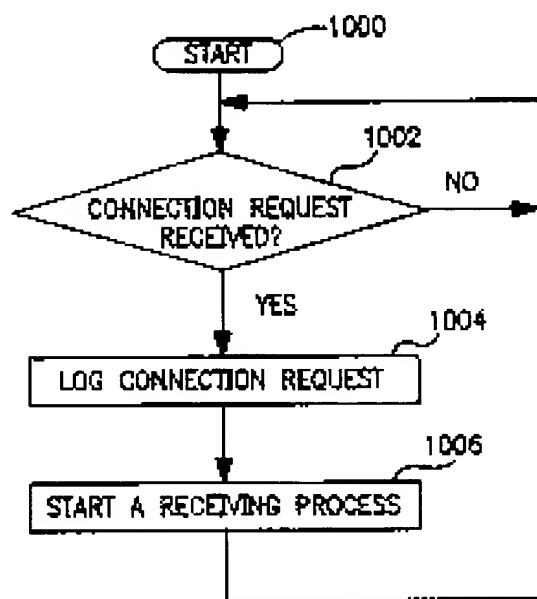 1000
START
1002
CONNECTION REQUEST
RECEIVED?
NO
YES
1004
LOG CONNECTION REQUEST
1006
START A RECEIVING PROCESS